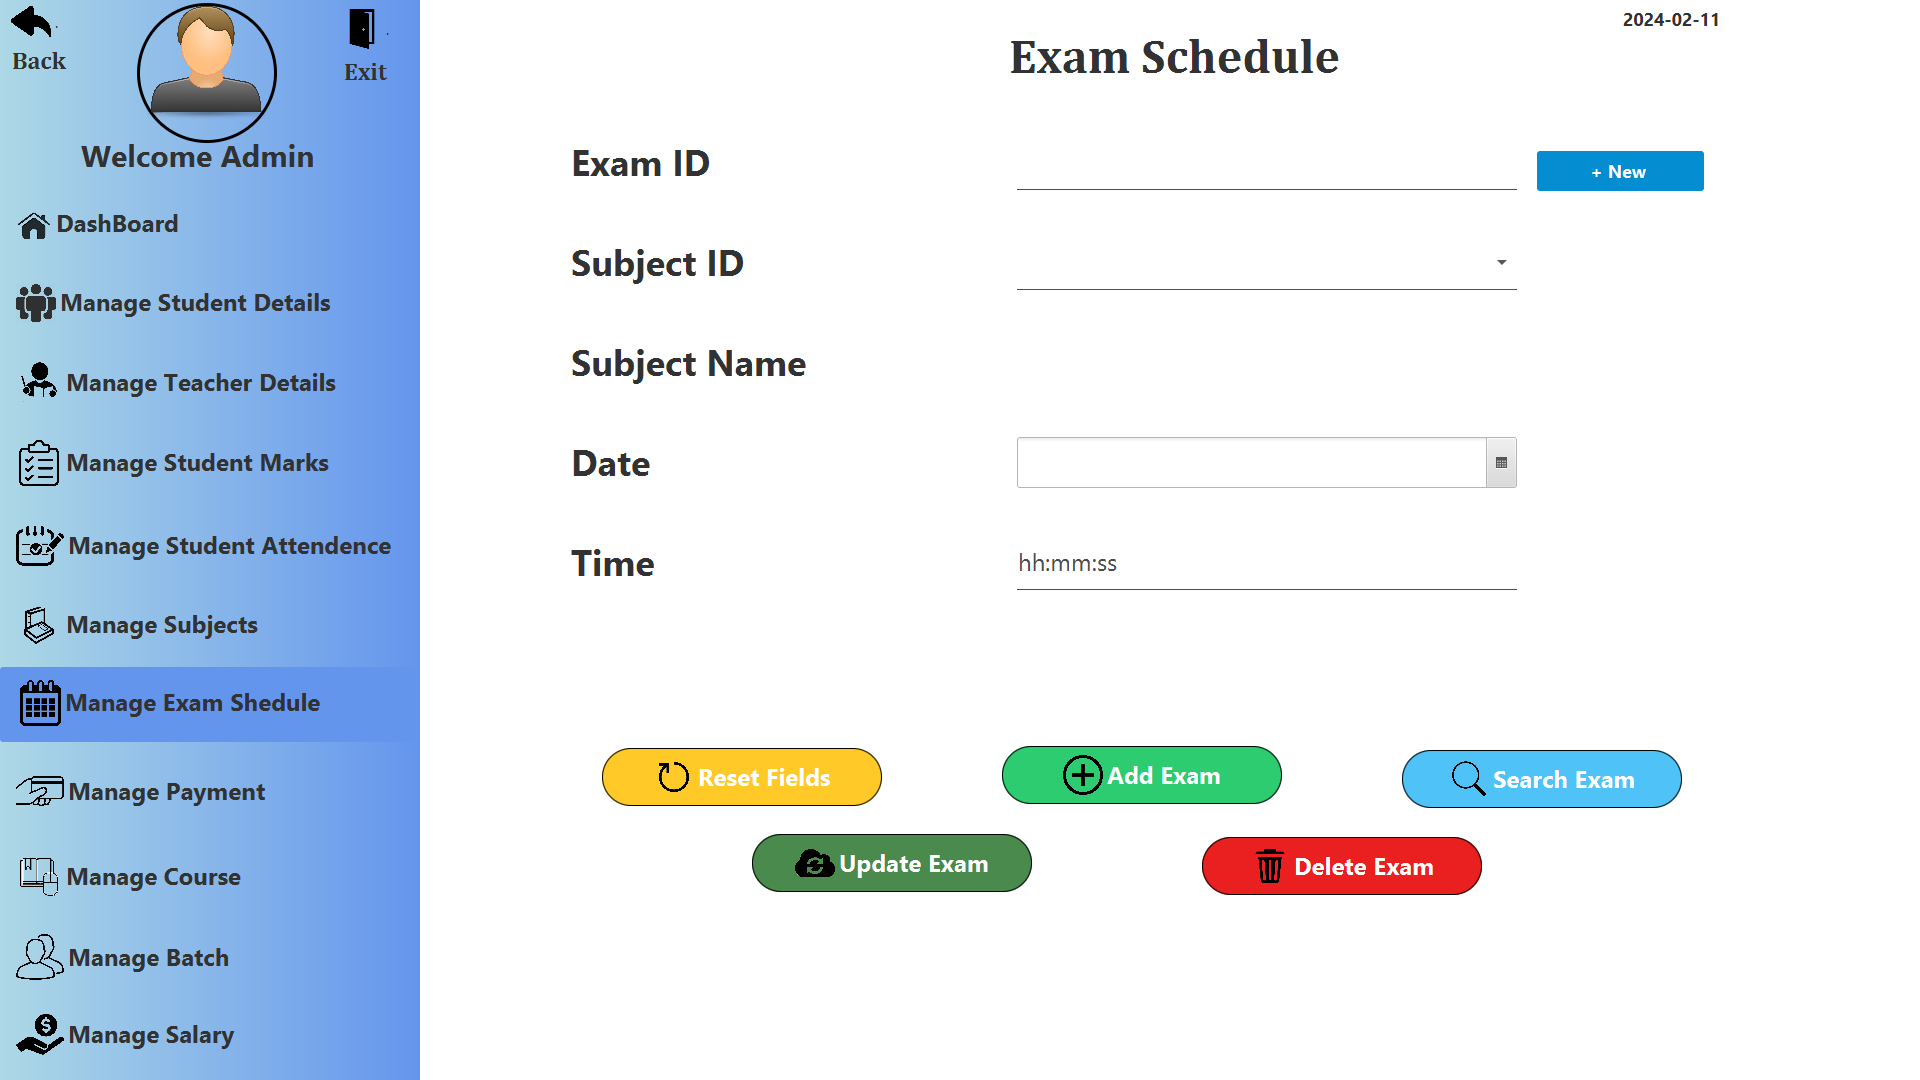 Back
Exit
Welcome Admin
DashBoard
Manage Student Details
Manage Teacher Details
Manage Student Marks
Manage Student Attendence
Manage Subjects
Manage Exam Shedule
Manage Payment
Manage Course
Manage Batch
Manage Salary
2024-02-11
Exam Schedule
Exam ID
+ New
Subject ID
Subject Name
Date
Time
hh:mm:ss
Reset Fields
Add Exam
Search Exam
Update Exam
Delete Exam